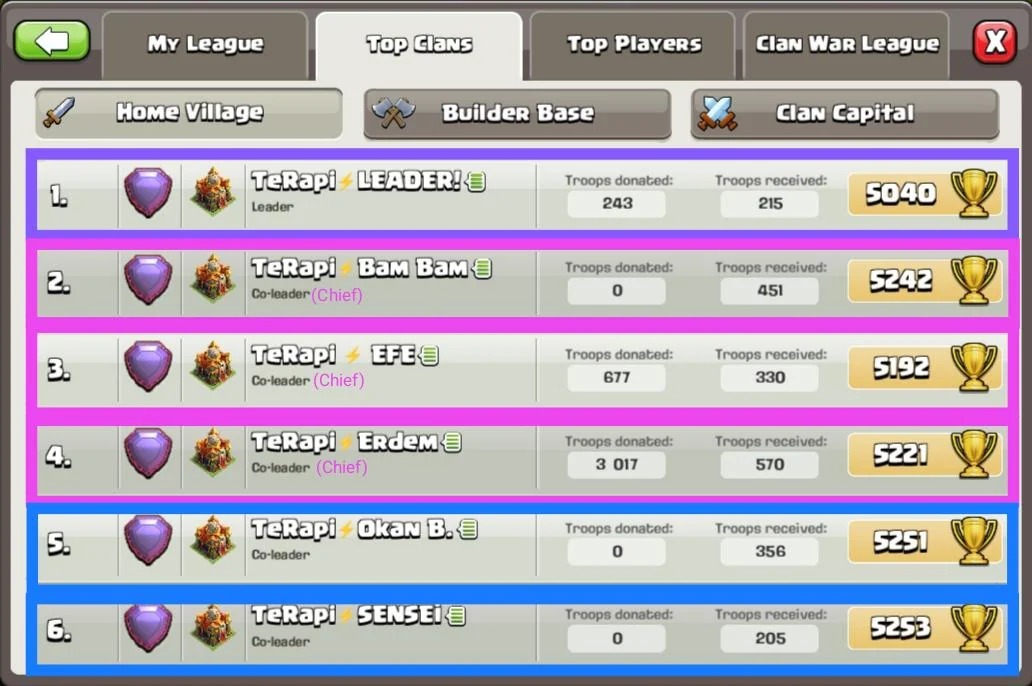 My League
Top Clans
Top Players
Clan War League
X
Home Village
Builder Base
Clan Capital
1.
TeRapi⚡LEADER!
Leader
Troops donated:
243
Troops received:
215
5040
2.
TeRapi⚡Bam Bam
Co-leader (Chief)
Troops donated:
0
Troops received:
451
5242
3.
TeRapi ⚡ EFE
Co-leader (Chief)
Troops donated:
677
Troops received:
330
5192
4.
TeRapi⚡Erdem
Co-leader (Chief)
Troops donated:
3 017
Troops received:
570
5221
5.
TeRapi⚡Okan B.
Co-leader
Troops donated:
0
Troops received:
356
5251
6.
TeRapi⚡SENSEi
Co-leader
Troops donated:
0
Troops received:
205
5253